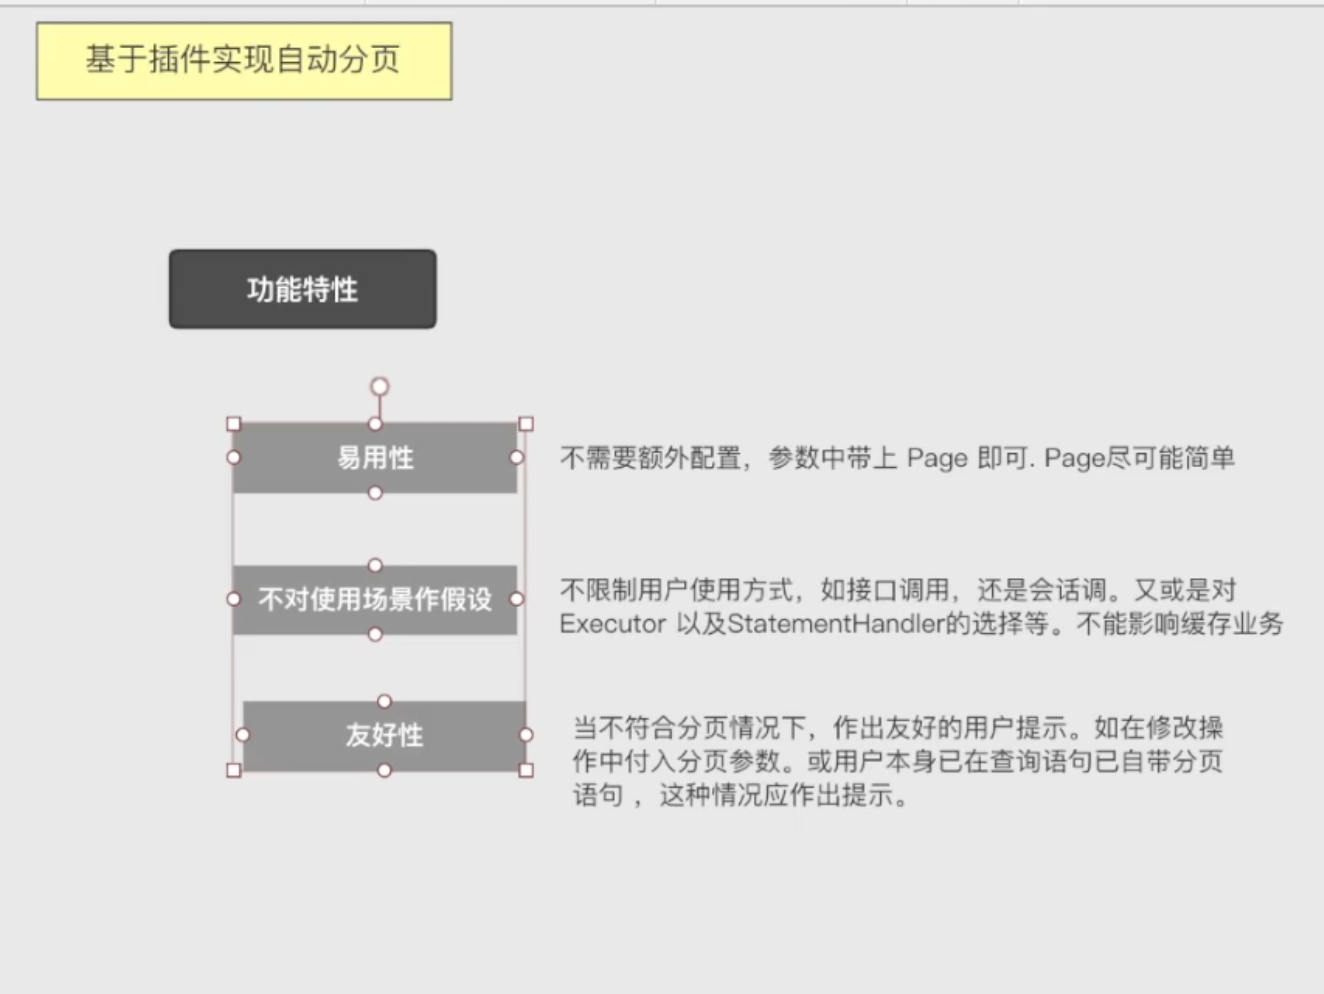 基于插件实现自动分页
功能特性
易用性
不需要额外配置，参数中带上 Page 即可. Page尽可能简单
不对使用场景作假设
不限制用户使用方式，如接口调用，还是会话调。又或是对
Executor 以及StatementHandler的选择等。不能影响缓存业务
友好性
当不符合分页情况下，作出友好的用户提示。如在修改操
作中付入分页参数。或用户本身已在查询语句已自带分页
语句 ，这种情况应作出提示。